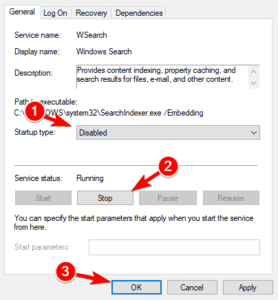 General Log On Recovery Dependencies
Service name: WSearch
Display name: Windows Search
Description: Provides content indexing, property caching, and
search results for files, e-mail, and other content.
Path to executable:
C:\WINDOWS\system32\SearchIndexer.exe /Embedding
1
Startup type: Disabled
2
Service status: Running
Start Stop Pause Resume
You can specify the start parameters that apply when you start the service
from here.
Start parameters:
3
OK Cancel Apply